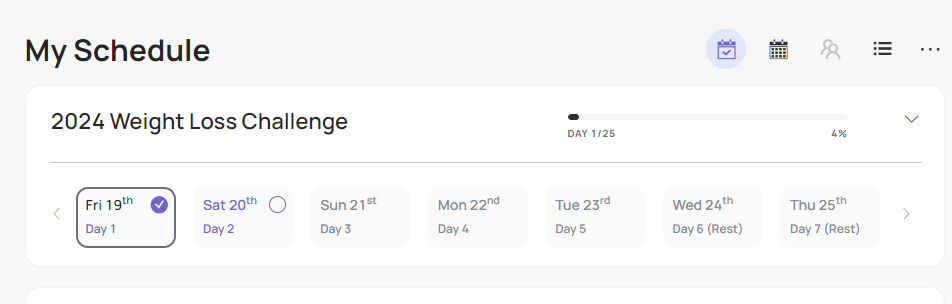 My Schedule
2024 Weight Loss Challenge
DAY 1/25
4%
Fri 19th
Day 1
Sat 20th
Day 2
Sun 21st
Day 3
Mon 22nd
Day 4
Tue 23rd
Day 5
Wed 24th
Day 6 (Rest)
Thu 25th
Day 7 (Rest)